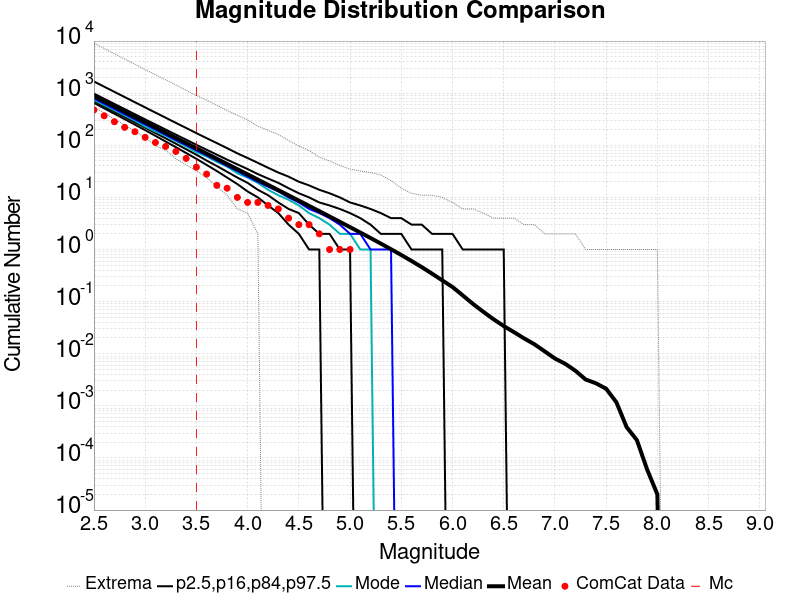 Magnitude Distribution Comparison
10^4
10^3
10^2
10^1
10^0
10^-1
10^-2
10^-3
10^-4
10^-5
Cumulative Number
2.5 3.0 3.5 4.0 4.5 5.0 5.5 6.0 6.5 7.0 7.5 8.0 8.5 9.0
Magnitude
Extrema p2.5,p16,p84,p97.5 Mode Median Mean ComCat Data Mc